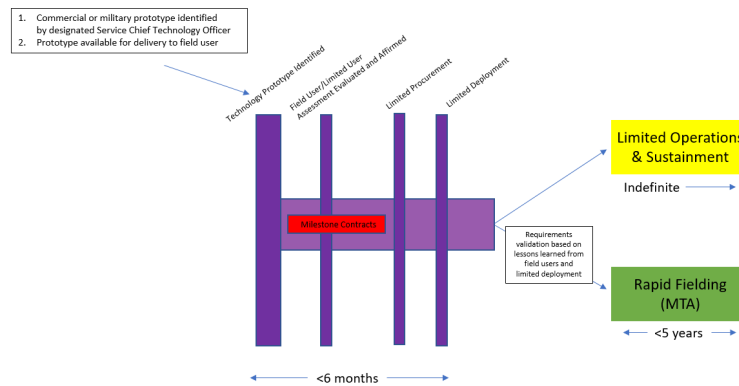 1. Commercial or military prototype identified
by designated Service Chief Technology Officer
2. Prototype available for delivery to field user
Technology Prototype Identified
Field User/Limited User
Assessment Evaluated and Affirmed
Limited Procurement
Limited Deployment
Milestone Contracts
Limited Operations
& Sustainment
Indefinite
Requirements
validation based on
lessons learned from
field users and
limited deployment
Rapid Fielding
(MTA)
<5 years
<6 months